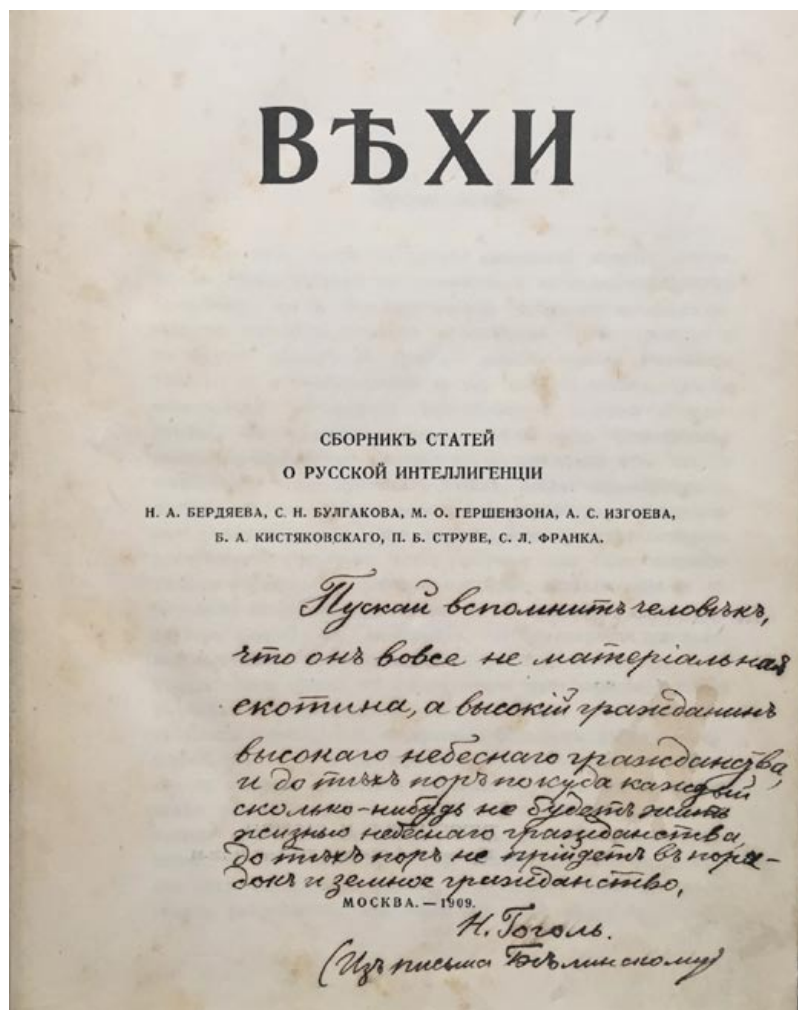 ВѢХИ
СБОРНИКЪ СТАТЕЙ
О РУССКОЙ ИНТЕЛЛИГЕНЦІИ
Н. А. БЕРДЯЕВА, С. Н. БУЛГАКОВА, М. О. ГЕРШЕНЗОНА, А. С. ИЗГОЕВА,
Б. А. КИСТЯКОВСКАГО, П. Б. СТРУВЕ, С. Л. ФРАНКА.
Пускай вспомнитъ человѣкъ,
что онъ вовсе не матеріальная
скотина, а высокій гражданинъ
высокаго небеснаго гражданства,
и до тѣхъ поръ покуда каждый
сколько-нибудь не будетъ жить
жизнью небеснаго гражданства,
до тѣхъ поръ не прійдетъ въ поря-
докъ и земное гражданство,
МОСКВА.—1909.
Н. Гоголь.
(Изъ письма Бѣлинскому)